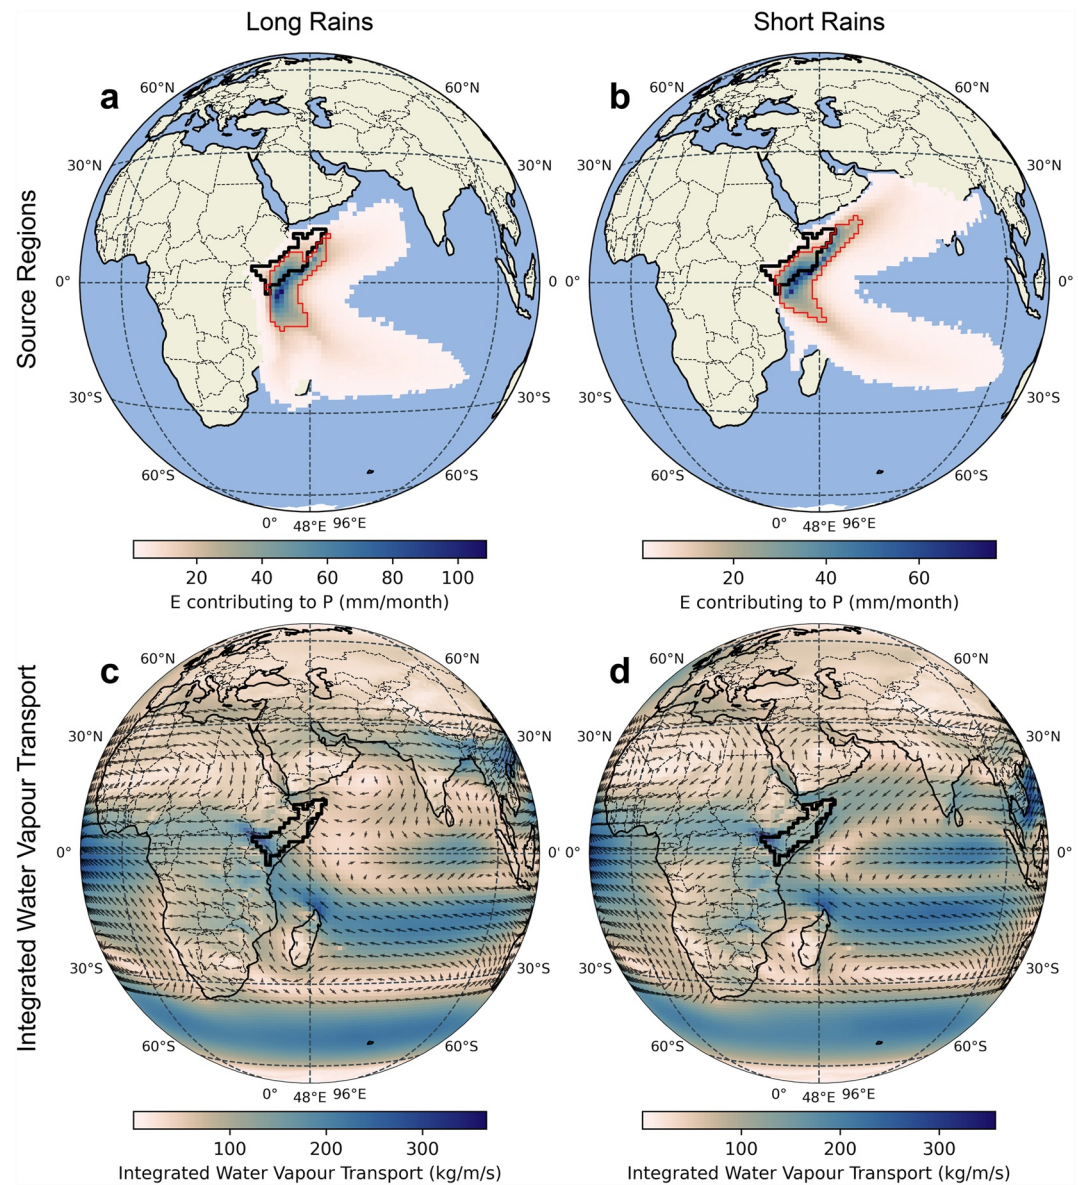 Long Rains
Short Rains
Source Regions
a
60°N
60°N
30°N
30°N
0°
0
30°S
30°S
60°S
60°S
0°
48°E
96°E
20
40
60
80
100
E contributing to P (mm/month)
b
60°N
60°N
30°N
30°N
0°
30°S
30°S
60°S
60°S
0°
48°E
96°E
20
40
60
E contributing to P (mm/month)
Integrated Water Vapour Transport
c
60°N
60°N
30°N
30°N
0°
0'
30°S
30°S
60°S
60°S
0°
48°E
96°E
100
200
300
Integrated Water Vapour Transport (kg/m/s)
d
60°N
60°N
30°N
30°N
0°
0°
30°S
30°S
60°S
60°S
0°
48°E
96°E
100
200
300
Integrated Water Vapour Transport (kg/m/s)